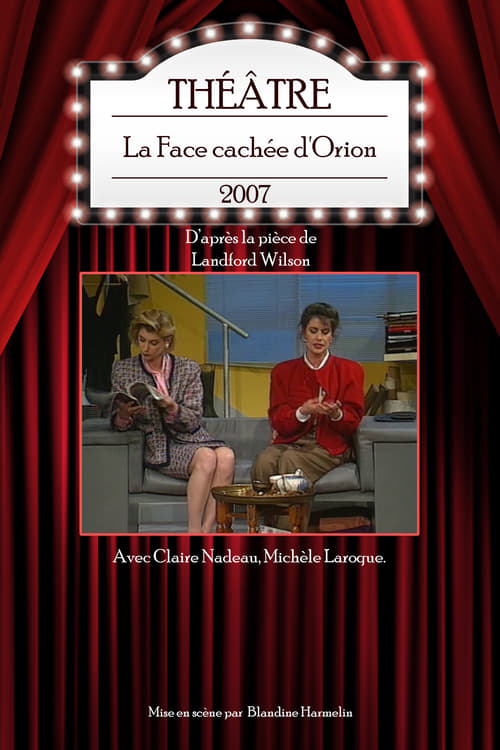 THÉÂTRE
La Face cachée d'Orion
2007
D'après la pièce de
Landford Wilson
Avec Claire Nadeau, Michèle Laroque.
Mise en scène par Blandine Harmelin